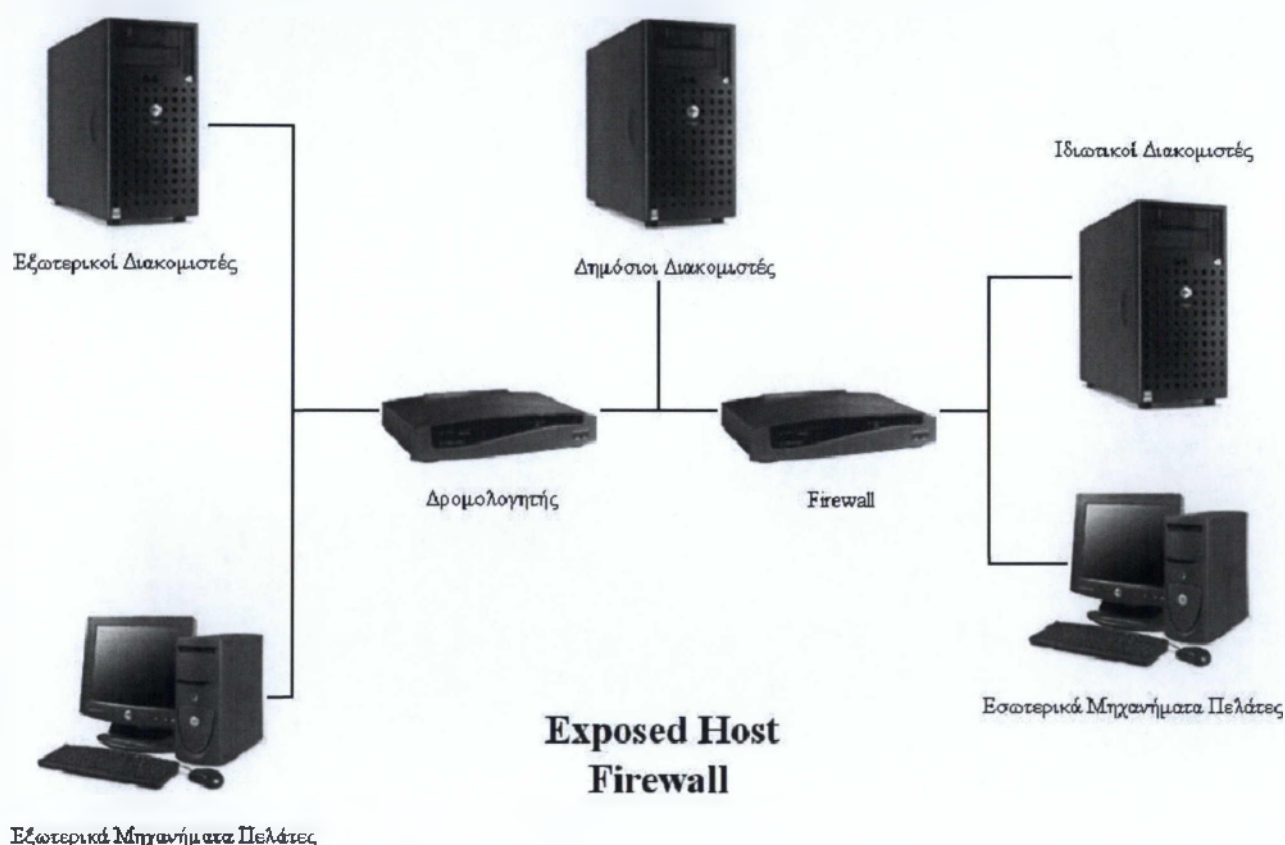 Ιδιωτικοί Διακομιστές
Εξωτερικοί Διακομιστές
Δημόσιοι Διακομιστές
Δρομολογητής
Firewall
Εσωτερικά Μηχανήματα Πελάτες
Exposed Host
Firewall
Εξωτερικά Μηχανήματα Πελάτες